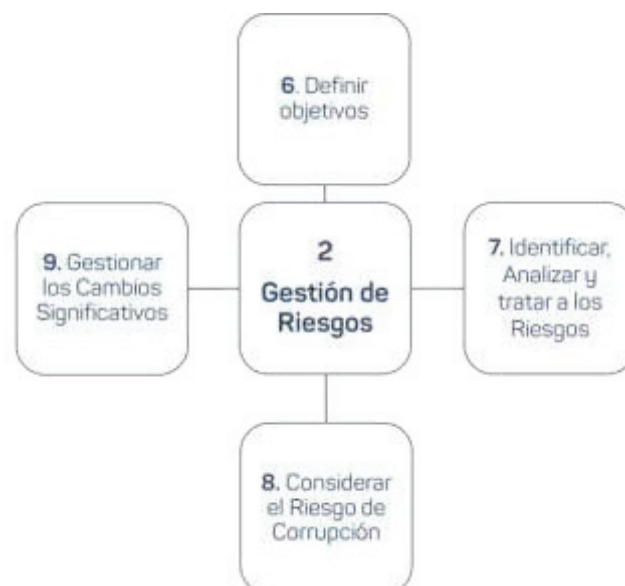 6. Definir
objetivos
9. Gestionar
los Cambios
Significativos
2
Gestión de
Riesgos
7. Identificar,
Analizar y
tratar a los
Riesgos
8. Considerar
el Riesgo de
Corrupción